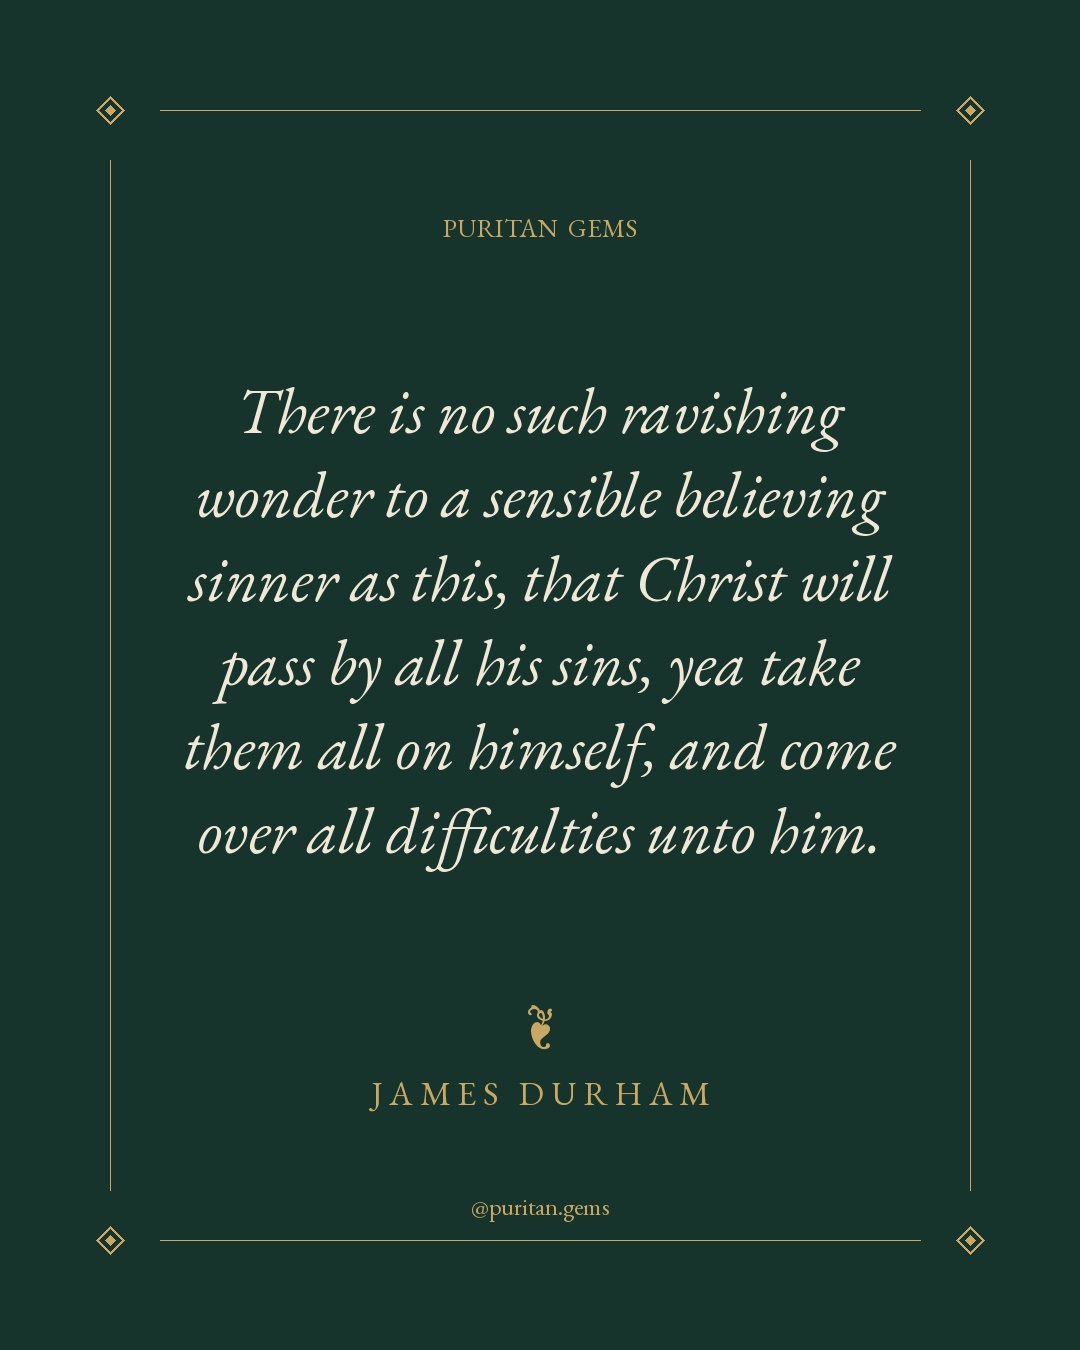 PURITAN GEMS
There is no such ravishing
wonder to a sensible believing
sinner as this, that Christ will
pass by all his sins, yea take
them all on himself, and come
over all difficulties unto him.
JAMES DURHAM
@puritan.gems